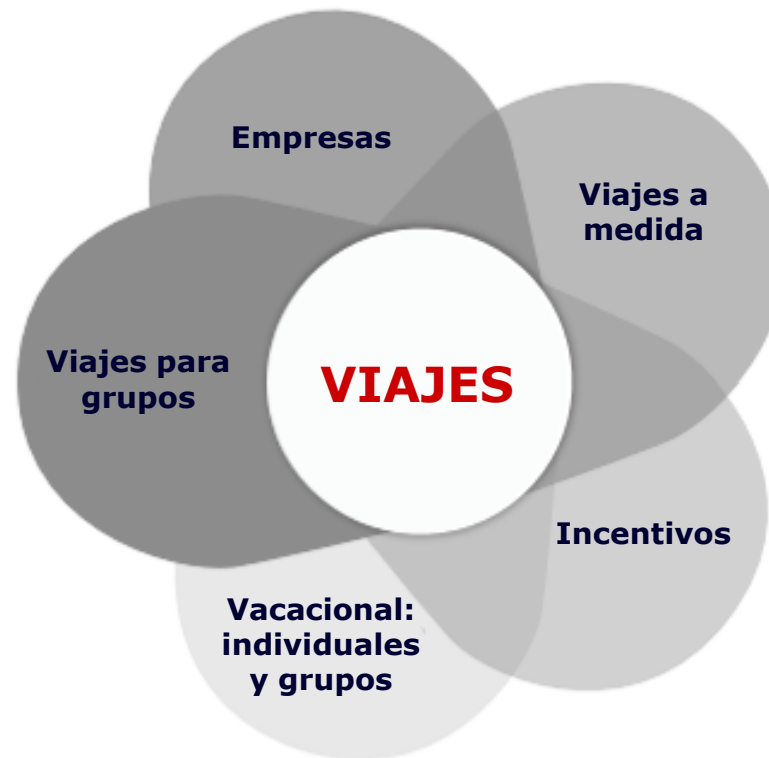 Empresas
Viajes a
medida
Viajes para
grupos
VIAJES
Incentivos
Vacacional:
individuales
y grupos